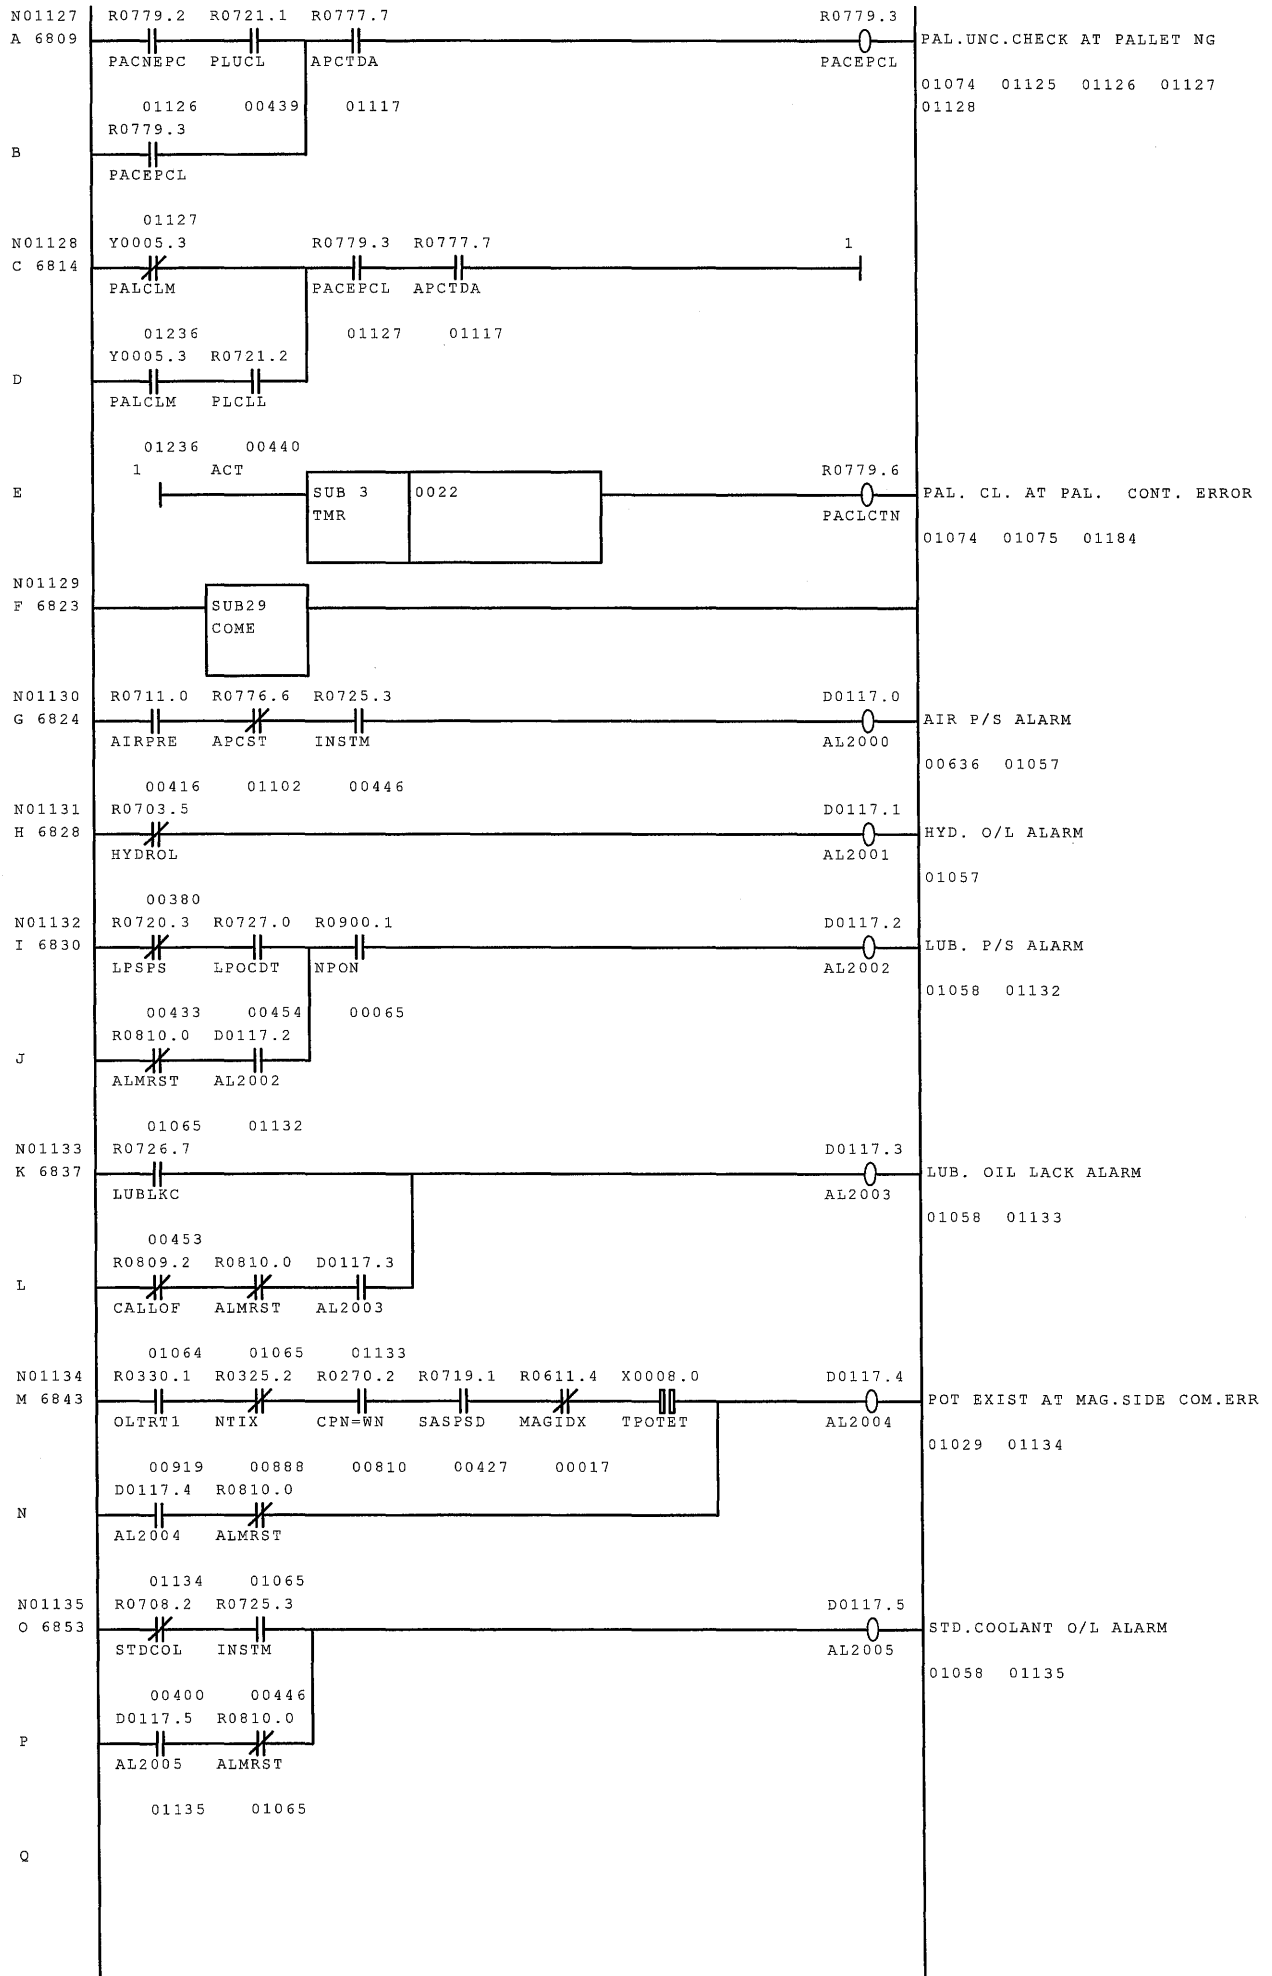 N01127 R0779.2 R0721.1 R0777.7 R0779.3
A 6809 PAL.UNC.CHECK AT PALLET NG
PACNEPC PLUCL APCTDA PACEPCL
01074 01125 01126 01127
01126 00439 01117 01128
R0779.3
B
PACEPCL
01127
N01128 Y0005.3 R0779.3 R0777.7 1
C 6814
PALCLM PACEPCL APCTDA
01236 01127 01117
Y0005.3 R0721.2
D
PALCLM PLCLL
01236 00440
1 ACT R0779.6
E SUB 3 0022 PAL. CL. AT PAL. CONT. ERROR
TMR PACLCTN
01074 01075 01184
N01129
F 6823 SUB29
COME
N01130 R0711.0 R0776.6 R0725.3 D0117.0
G 6824 AIR P/S ALARM
AIRPRE APCST INSTM AL2000
00636 01057
00416 01102 00446
N01131 R0703.5 D0117.1
H 6828 HYD. O/L ALARM
HYDROL AL2001
01057
00380
N01132 R0720.3 R0727.0 R0900.1 D0117.2
I 6830 LUB. P/S ALARM
LPSPS LPOCDT NPON AL2002
01058 01132
00433 00454 00065
R0810.0 D0117.2
J
ALMRST AL2002
01065 01132
N01133 R0726.7 D0117.3
K 6837 LUB. OIL LACK ALARM
LUBLKC AL2003
01058 01133
00453
R0809.2 R0810.0 D0117.3
L
CALLOF ALMRST AL2003
01064 01065 01133
N01134 R0330.1 R0325.2 R0270.2 R0719.1 R0611.4 X0008.0 D0117.4
M 6843 POT EXIST AT MAG.SIDE COM.ERR
OLTRT1 NTIX CPN=WN SASPSD MAGIDX TPOTET AL2004
01029 01134
00919 00888 00810 00427 00017
D0117.4 R0810.0
N
AL2004 ALMRST
01134 01065
N01135 R0708.2 R0725.3 D0117.5
O 6853 STD.COOLANT O/L ALARM
STDCOL INSTM AL2005
01058 01135
00400 00446
D0117.5 R0810.0
P
AL2005 ALMRST
01135 01065
Q